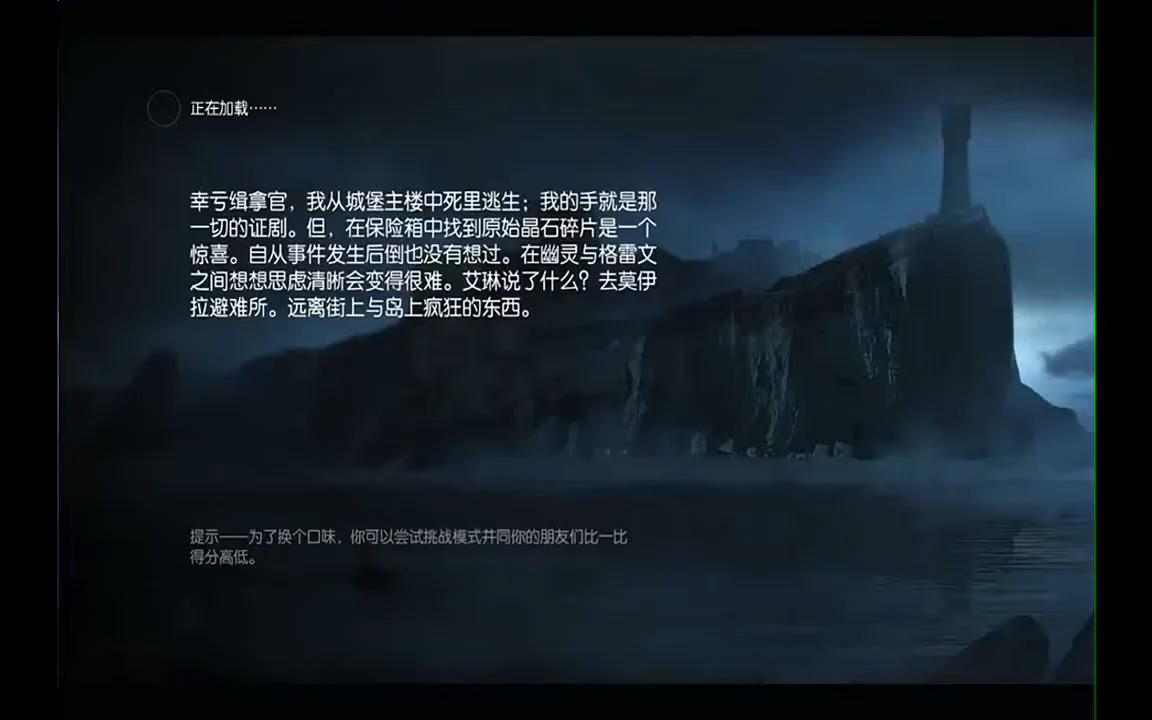 正在加载……
幸亏缉拿官，我从城堡主楼中死里逃生；我的手就是那
一切的证剧。但，在保险箱中找到原始晶石碎片是一个
惊喜。自从事件发生后倒也没有想过。在幽灵与格雷文
之间想想思虑清晰会变得很难。艾琳说了什么？去莫伊
拉避难所。远离街上与岛上疯狂的东西。
提示——为了换个口味，你可以尝试挑战模式并同你的朋友们比一比
得分高低。